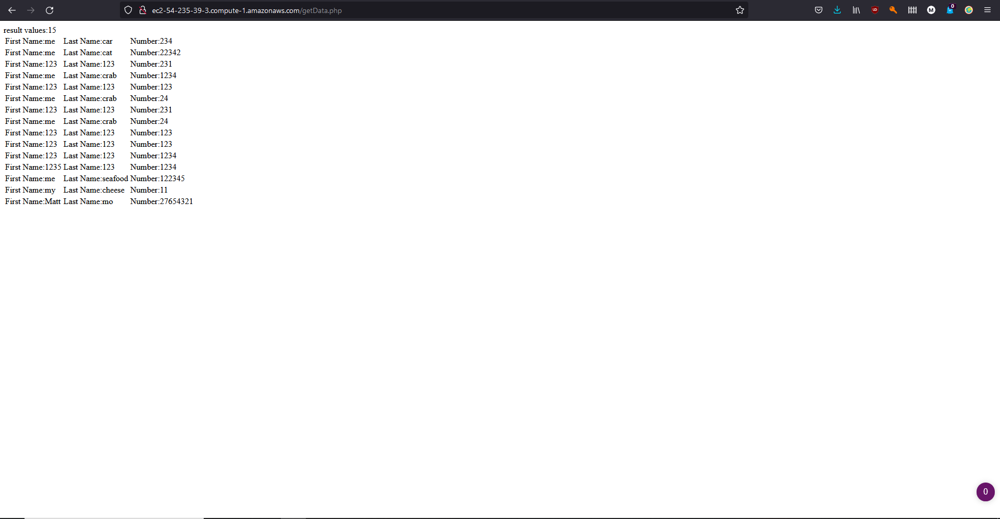 ec2-54-235-39-3.compute-1.amazonaws.com/getData.php
M
0
result values:15
First Name:me Last Name:car Number:234
First Name:me Last Name:cat Number:22342
First Name:123 Last Name:123 Number:231
First Name:me Last Name:crab Number:1234
First Name:123 Last Name:123 Number:123
First Name:me Last Name:crab Number:24
First Name:123 Last Name:123 Number:231
First Name:me Last Name:crab Number:24
First Name:123 Last Name:123 Number:123
First Name:123 Last Name:123 Number:123
First Name:123 Last Name:123 Number:1234
First Name:1235 Last Name:123 Number:1234
First Name:me Last Name:seafood Number:122345
First Name:my Last Name:cheese Number:11
First Name:Matt Last Name:mo Number:27654321
0